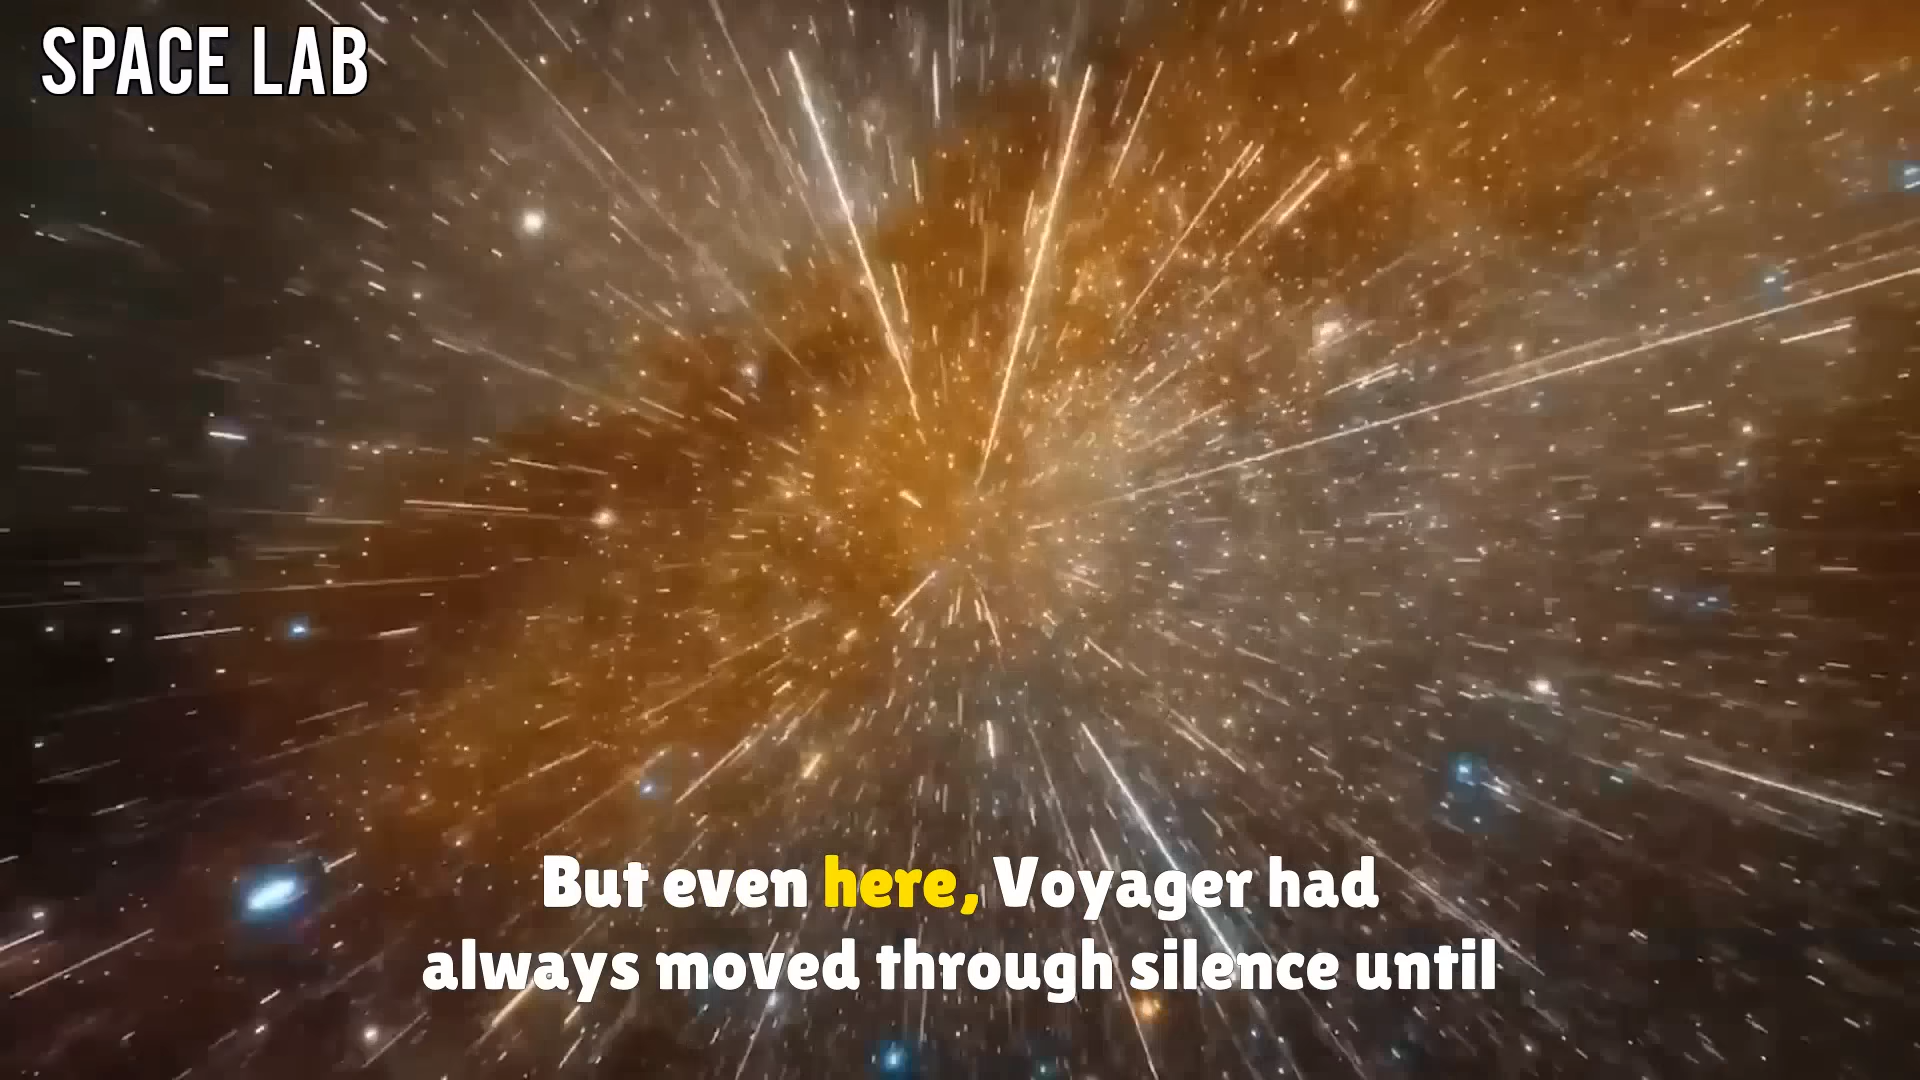 SPACE LAB
But even here, Voyager had
always moved through silence until